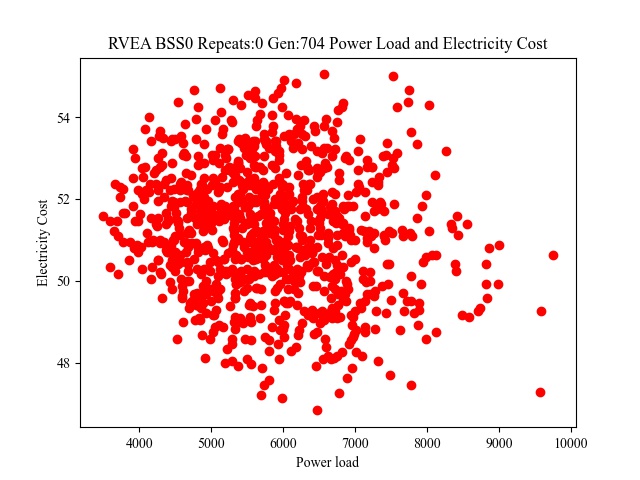 RVEA BSS0 Repeats:0 Gen:704 Power Load and Electricity Cost
54
52
50
48
Electricity Cost
4000 5000 6000 7000 8000 9000 10000
Power load